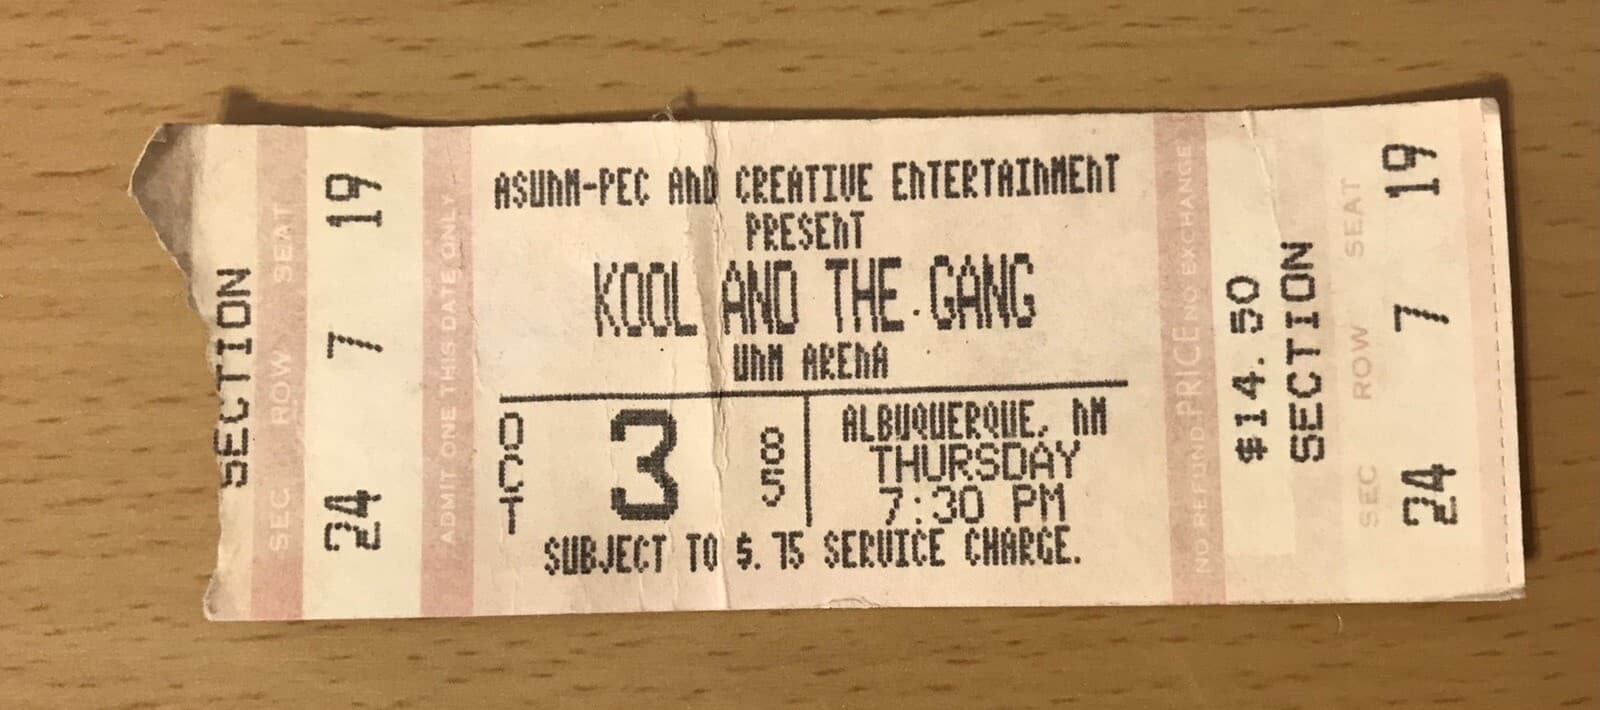 SECTION
SEC ROW SEAT
24 7 19
ADMIT ONE THIS DATE ONLY
ASUNM-PEC AND CREATIVE ENTERTAINMENT
PRESENT
KOOL AND THE GANG
UNM ARENA
OCT 3 85
ALBUQUERQUE, NM
THURSDAY
7:30 PM
SUBJECT TO $.75 SERVICE CHARGE.
NO REFUND PRICE NO EXCHANGE
$14.50
SECTION
SEC ROW SEAT
24 7 19